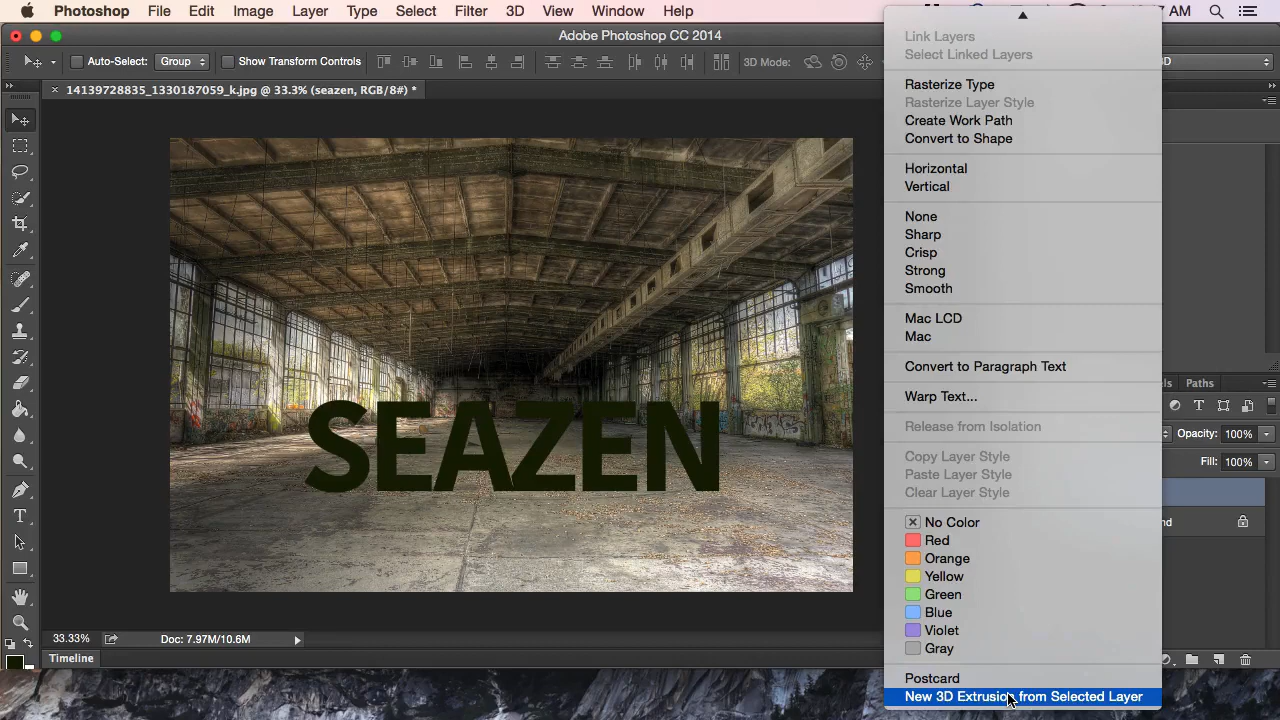 Photoshop File Edit Image Layer Type Select Filter 3D View Window Help AM
Adobe Photoshop CC 2014
Auto-Select: Group Show Transform Controls 3D Mode:
14139728835_1330187059_k.jpg @ 33.3% (seazen, RGB/8#) *
SEAZEN
33.33% Doc: 7.97M/10.6M
Timeline
Link Layers
Select Linked Layers
Rasterize Type
Rasterize Layer Style
Create Work Path
Convert to Shape
Horizontal
Vertical
None
Sharp
Crisp
Strong
Smooth
Mac LCD
Mac
Convert to Paragraph Text
Warp Text...
Release from Isolation
Copy Layer Style
Paste Layer Style
Clear Layer Style
No Color
Red
Orange
Yellow
Green
Blue
Violet
Gray
Postcard
New 3D Extrusion from Selected Layer
Paths
Opacity: 100%
Fill: 100%